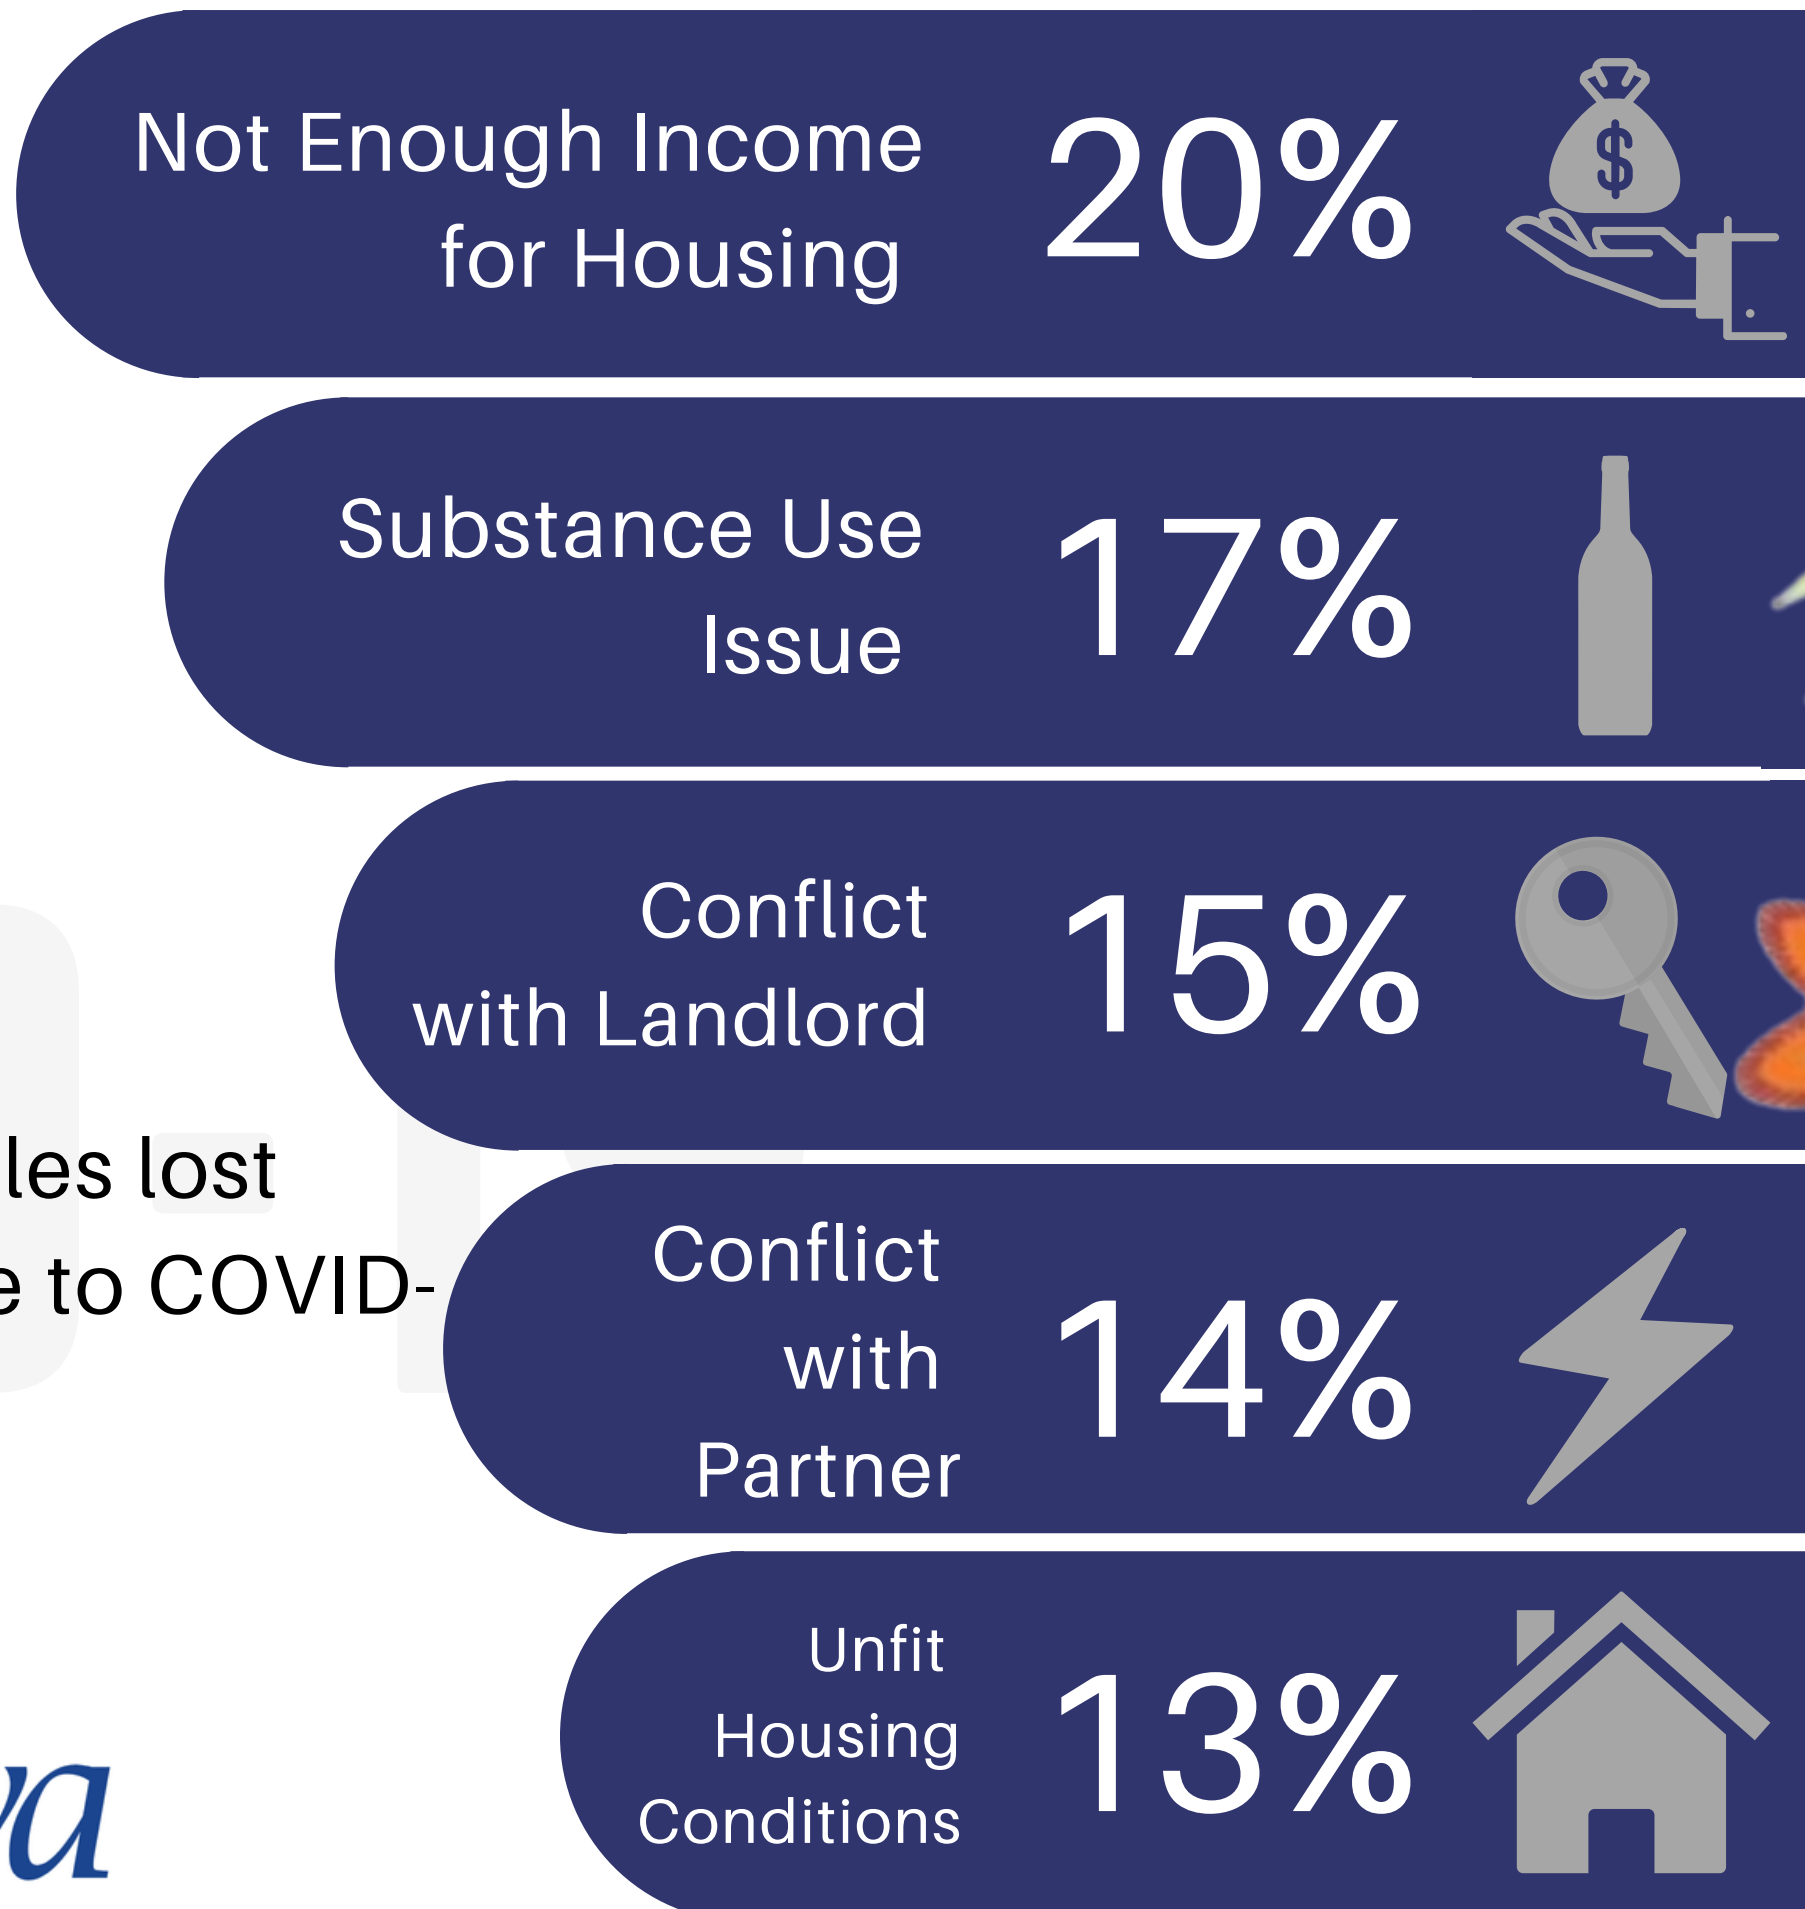 Not Enough Income
for Housing
20%
Substance Use
Issue
17%
Conflict
with Landlord
15%
lost
to COVID-
Conflict
with
Partner
14%
Unfit
Housing
Conditions
13%